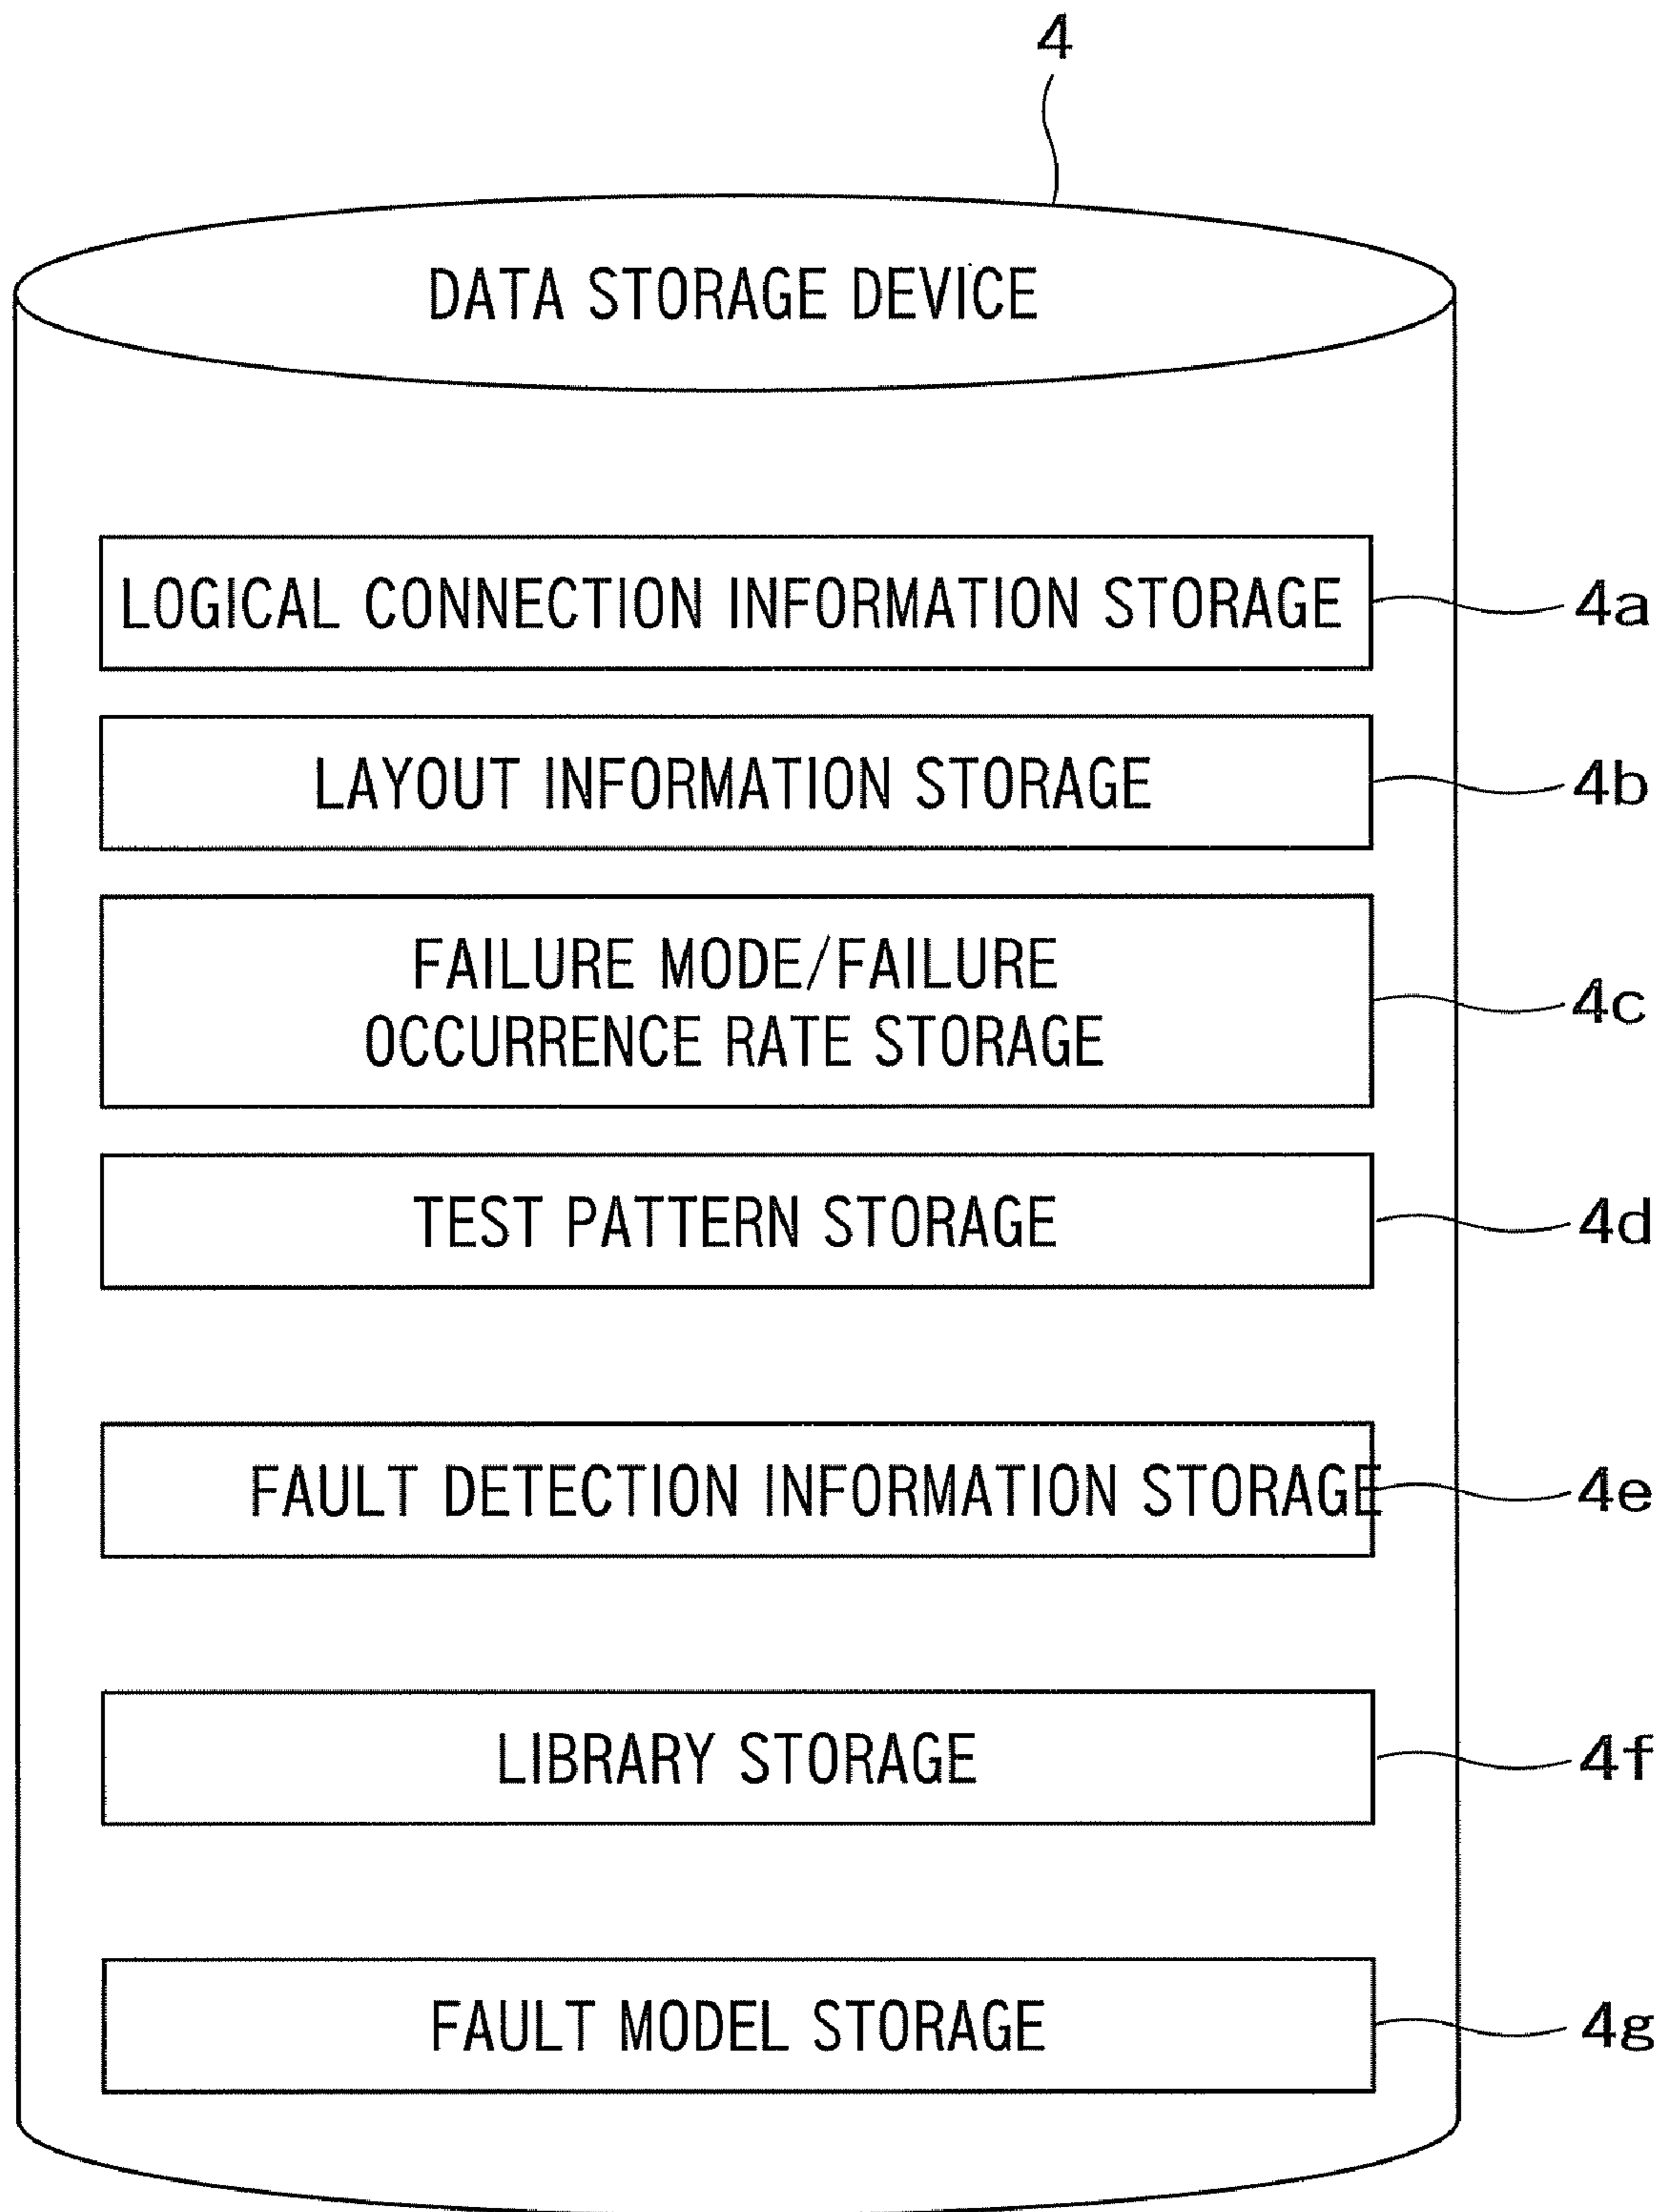 4
DATA STORAGE DEVICE
LOGICAL CONNECTION INFORMATION STORAGE
4a
LAYOUT INFORMATION STORAGE
4b
FAILURE MODE/FAILURE
OCCURRENCE RATE STORAGE
4c
TEST PATTERN STORAGE
4d
FAULT DETECTION INFORMATION STORAGE
4e
LIBRARY STORAGE
4f
FAULT MODEL STORAGE
4g